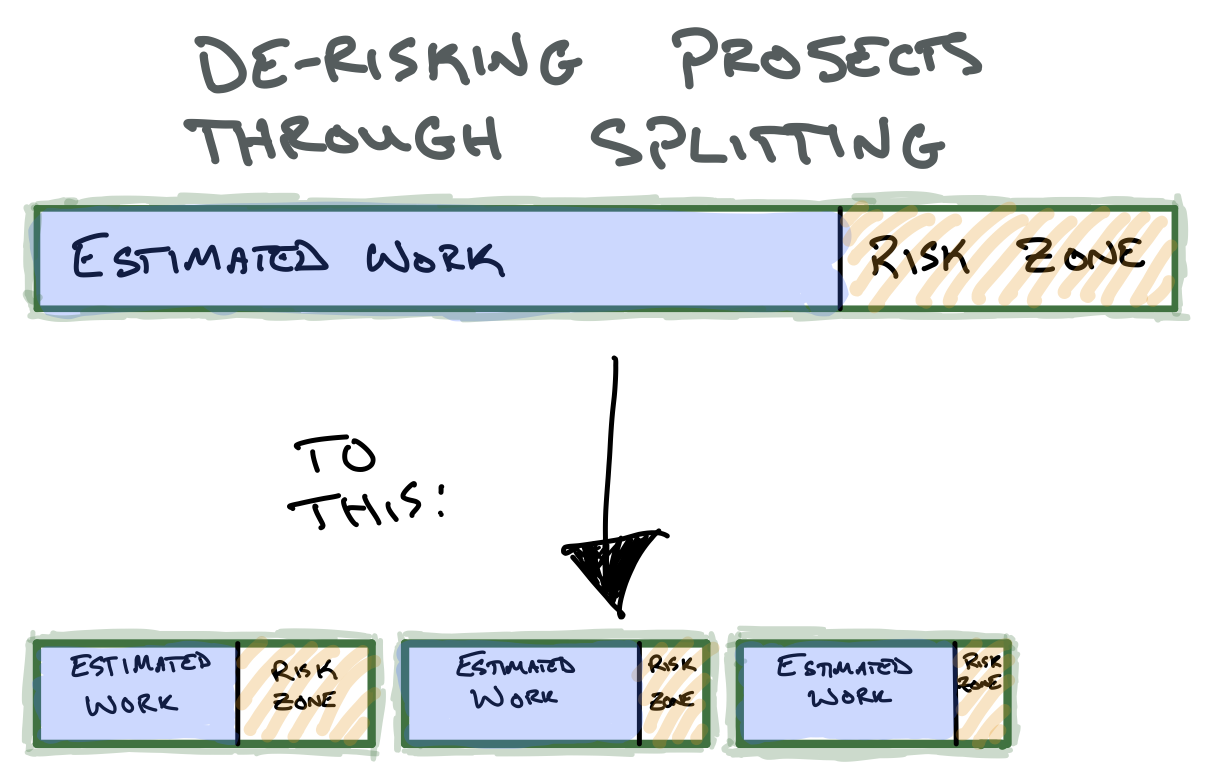 DE-RISKING PROJECTS
THROUGH SPLITTING
ESTIMATED WORK
RISK ZONE
TO
THIS:
ESTIMATED
WORK
RISK
ZONE
ESTIMATED
WORK
RISK
ZONE
ESTIMATED
WORK
RISK
ZONE